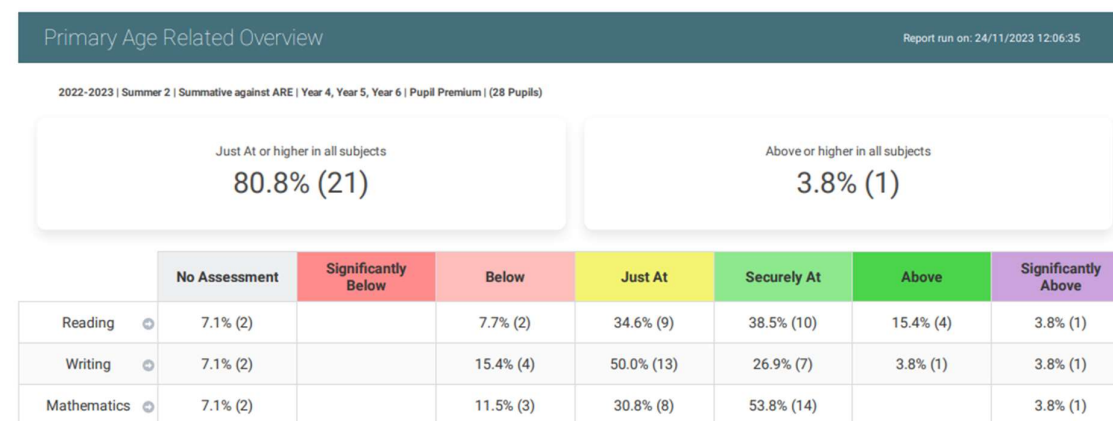 Primary Age Related Overview
Report run on: 24/11/2023 12:06:35
2022-2023 | Summer 2 | Summative against ARE | Year 4, Year 5, Year 6 | Pupil Premium | (28 Pupils)
Just At or higher in all subjects
80.8% (21)
Above or higher in all subjects
3.8% (1)
No Assessment Significantly Below Below Just At Securely At Above Significantly Above
Reading 7.1% (2) 7.7% (2) 34.6% (9) 38.5% (10) 15.4% (4) 3.8% (1)
Writing 7.1% (2) 15.4% (4) 50.0% (13) 26.9% (7) 3.8% (1) 3.8% (1)
Mathematics 7.1% (2) 11.5% (3) 30.8% (8) 53.8% (14) 3.8% (1)